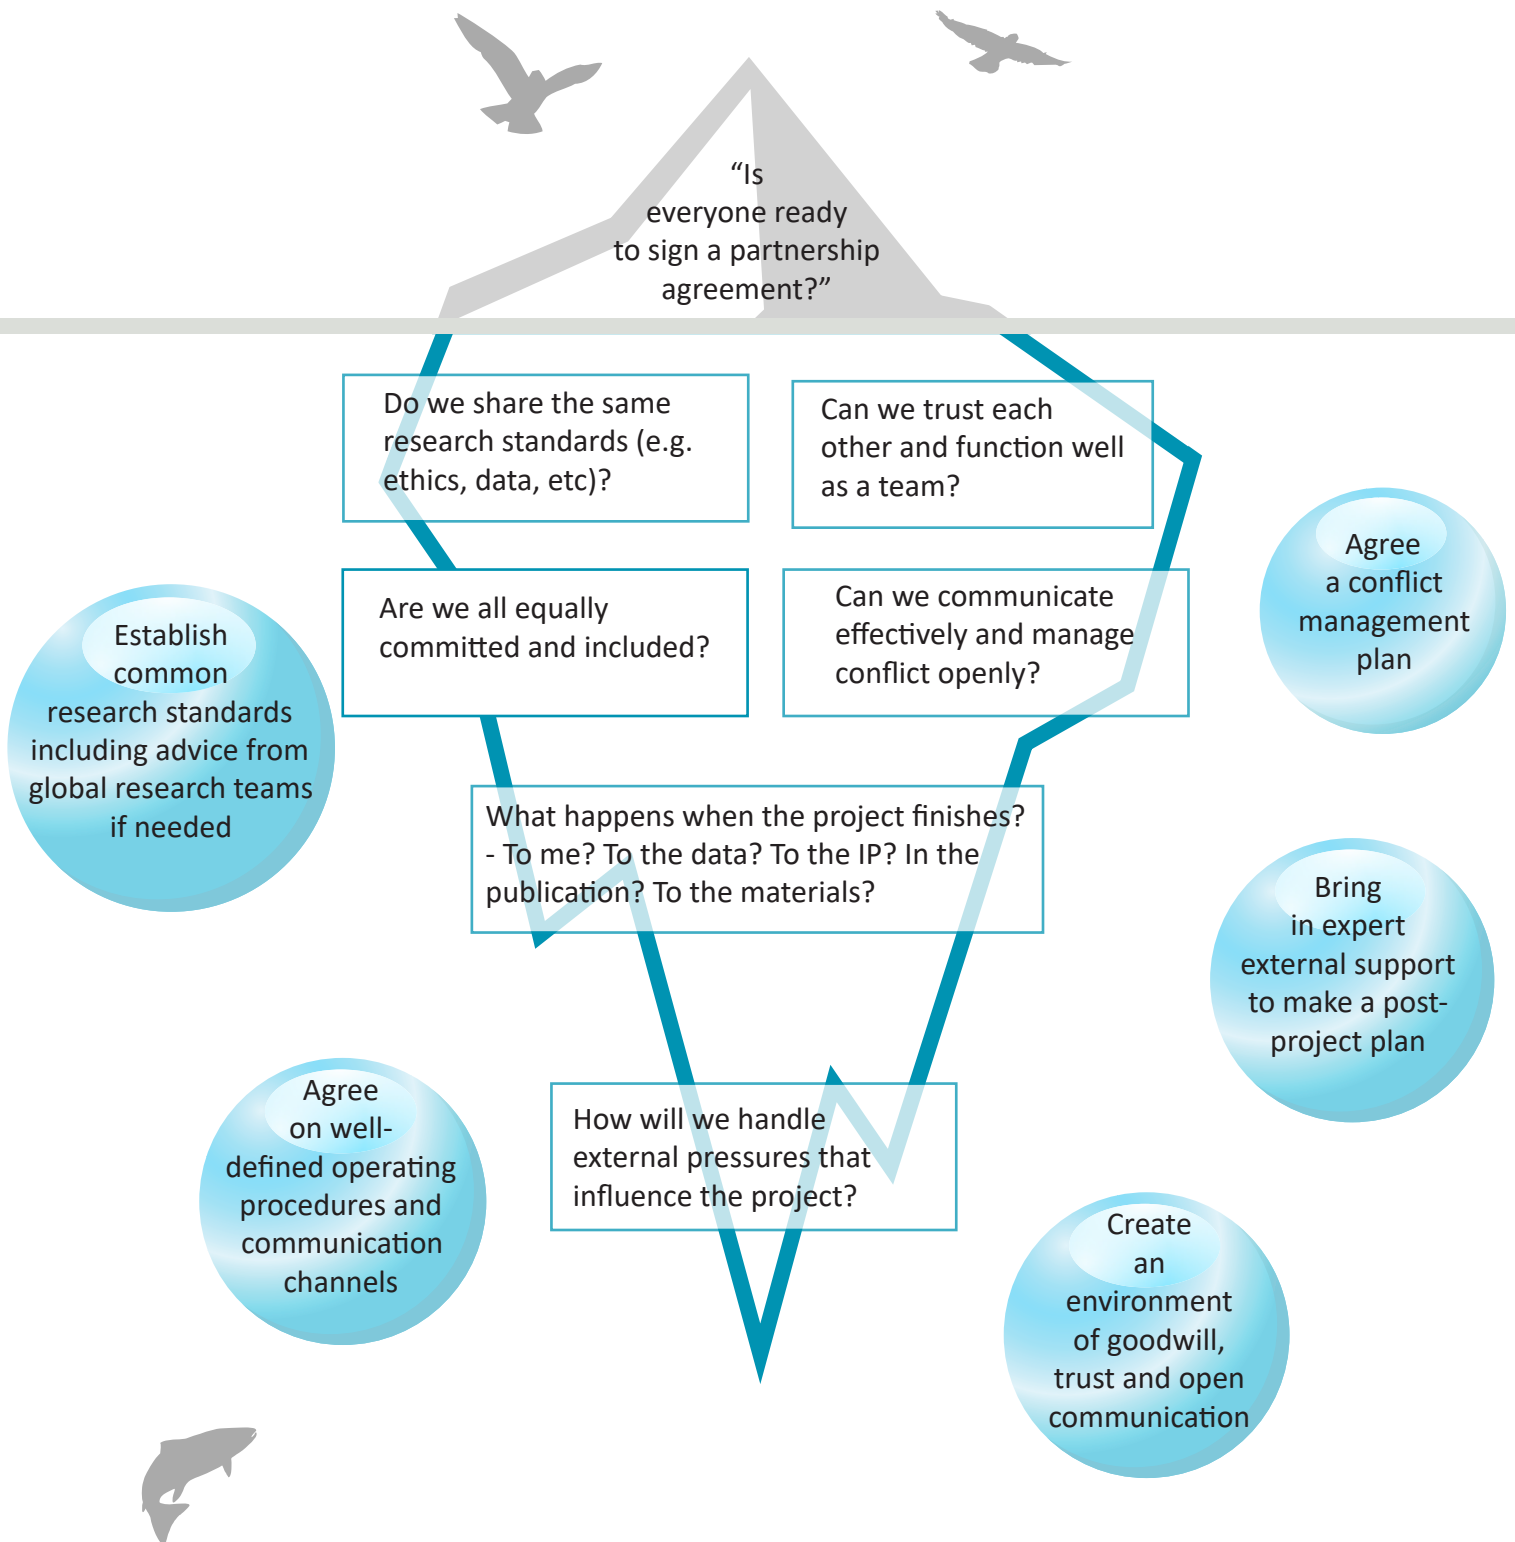 “Is
everyone ready
to sign a partnership
agreement?”
Do we share the same
research standards (e.g.
ethics, data, etc)?
Can we trust each
other and function well
as a team?
Are we all equally
committed and included?
Can we communicate
effectively and manage
conflict openly?
Agree
a conflict
management
plan
Establish
common
research standards
including advice from
global research teams
if needed
What happens when the project finishes?
- To me? To the data? To the IP? In the
publication? To the materials?
Bring
in expert
external support
to make a post-
project plan
Agree
on well-
defined operating
procedures and
communication
channels
How will we handle
external pressures that
influence the project?
Create
an
environment
of goodwill,
trust and open
communication